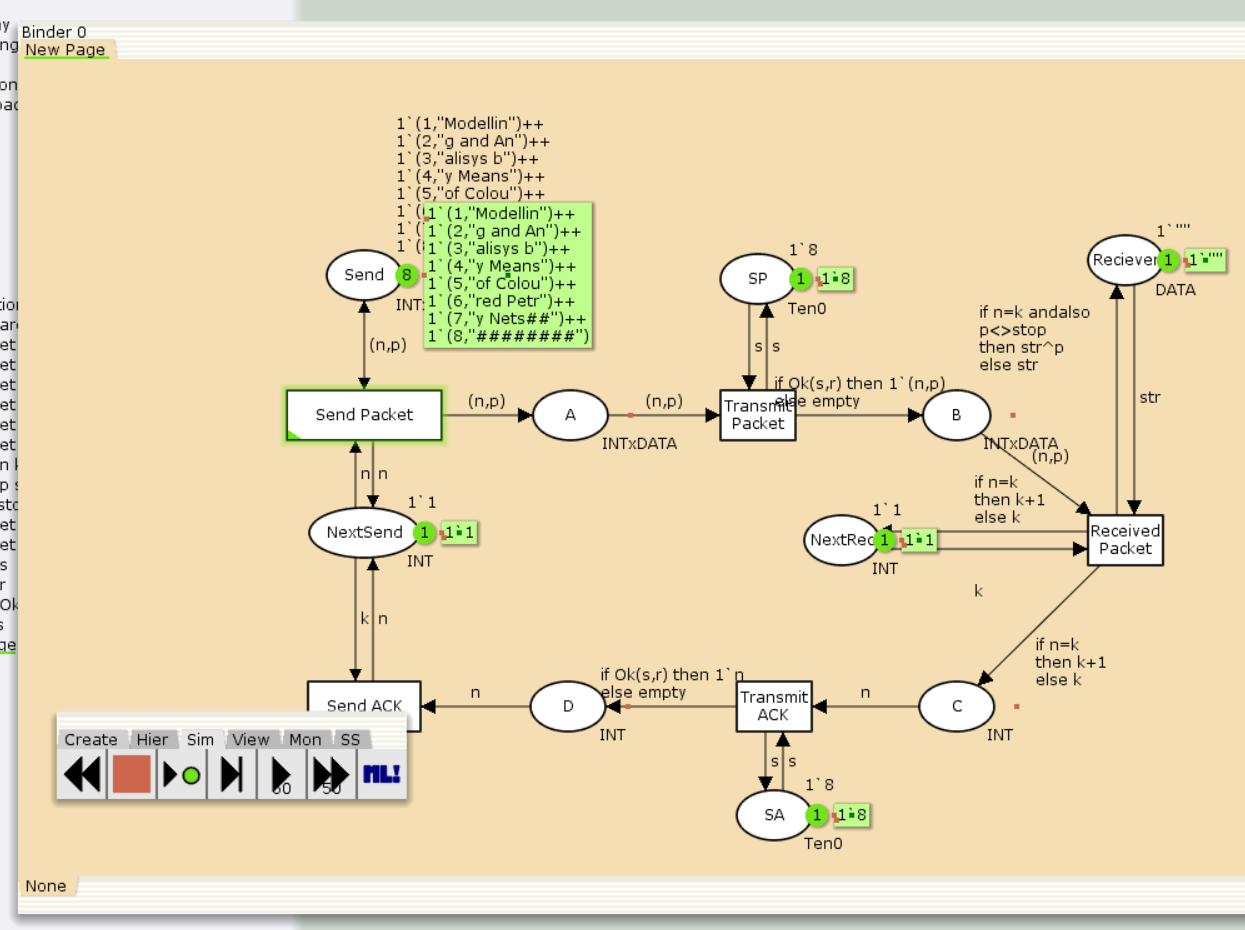 Binder 0
New Page
1`(1,"Modellin")++
1`(2,"g and An")++
1`(3,"alisys b")++
1`(4,"y Means")++
1`(5,"of Colou")++
1`(1,"Modellin")++
1`(2,"g and An")++
1`(3,"alisys b")++
1`(4,"y Means")++
1`(5,"of Colou")++
1`(6,"red Petr")++
1`(7,"y Nets##")++
1`(8,"########")
Send
8
INT
(n,p)
Send Packet
(n,p)
A
INTxDATA
(n,p)
1`8
SP
1
1`8
Ten0
s
s
Transmit
Packet
if Ok(s,r) then 1`(n,p)
else empty
B
INTxDATA
(n,p)
1`""
Reciever
1
1`""
DATA
if n=k andalso
p<>stop
then str^p
else str
str
n
n
1`1
NextSend
1
1`1
INT
if n=k
then k+1
else k
1`1
NextRec
1
1`1
INT
Received
Packet
k
k
n
if n=k
then k+1
else k
Send ACK
n
D
INT
if Ok(s,r) then 1`n
else empty
Transmit
ACK
n
C
INT
s
s
1`8
SA
1
1`8
Ten0
Create
Hier
Sim
View
Mon
SS
50
ML!
None